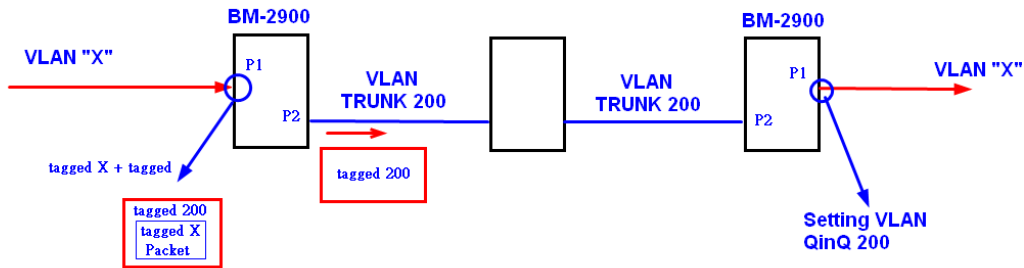 BM-2900
BM-2900
VLAN "X"
P1
VLAN
TRUNK 200
P2
VLAN
TRUNK 200
P1
P2
VLAN "X"
tagged X + tagged
tagged 200
tagged 200
tagged X
Packet
Setting VLAN
QinQ 200